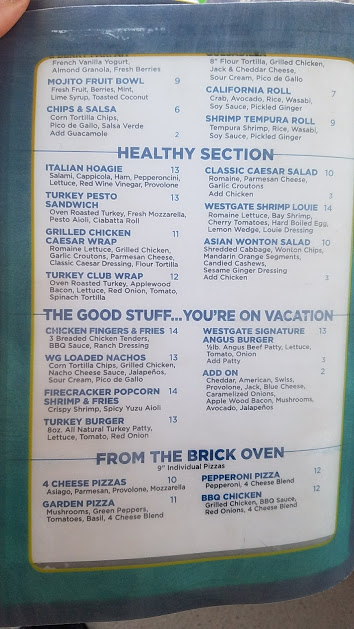 French Vanilla Yogurt,
Almond Granola, Fresh Berries
MOJITO FRUIT BOWL 9
Fresh Fruit, Berries, Mint,
Lime Syrup, Toasted Coconut
CHIPS & SALSA 6
Corn Tortilla Chips,
Pico de Gallo, Salsa Verde
Add Guacamole 2
8" Flour Tortilla, Grilled Chicken,
Jack & Cheddar Cheese,
Sour Cream, Pico de Gallo
CALIFORNIA ROLL 7
Crab, Avocado, Rice, Wasabi,
Soy Sauce, Pickled Ginger
SHRIMP TEMPURA ROLL 9
Tempura Shrimp, Rice, Wasabi,
Soy Sauce, Pickled Ginger
HEALTHY SECTION
ITALIAN HOAGIE 13
Salami, Cappicola, Ham, Pepperoncini,
Lettuce, Red Wine Vinegar, Provolone
TURKEY PESTO 13
SANDWICH
Oven Roasted Turkey, Fresh Mozzarella,
Pesto Aioli, Ciabatta Roll
GRILLED CHICKEN 11
CAESAR WRAP
Romaine Lettuce, Grilled Chicken,
Garlic Croutons, Parmesan Cheese,
Classic Caesar Dressing, Flour Tortilla
TURKEY CLUB WRAP 12
Oven Roasted Turkey, Applewood
Bacon, Lettuce, Red Onion, Tomato,
Spinach Tortilla
CLASSIC CAESAR SALAD 10
Romaine, Parmesan Cheese,
Garlic Croutons
Add Chicken 3
WESTGATE SHRIMP LOUIE 14
Romaine Lettuce, Bay Shrimp,
Cherry Tomatoes, Hard Boiled Egg,
Lemon Wedge, Louie Dressing
ASIAN WONTON SALAD 10
Shredded Cabbage, Wonton Chips,
Mandarin Orange Segments,
Candied Cashews,
Sesame Ginger Dressing
Add Chicken 3
THE GOOD STUFF...YOU'RE ON VACATION
CHICKEN FINGERS & FRIES 14
3 Breaded Chicken Tenders,
BBQ Sauce, Ranch Dressing
WG LOADED NACHOS 13
Corn Tortilla Chips, Grilled Chicken,
Nacho Cheese Sauce, Jalapeños,
Sour Cream, Pico de Gallo
FIRECRACKER POPCORN 14
SHRIMP & FRIES
Crispy Shrimp, Spicy Yuzu Aioli
TURKEY BURGER 13
8oz. All Natural Turkey Patty,
Lettuce, Tomato, Red Onion
WESTGATE SIGNATURE 13
ANGUS BURGER
½lb. Angus Beef Patty, Lettuce,
Tomato, Onion
Add Patty 3
ADD ON 2
Cheddar, American, Swiss,
Provolone, Jack, Blue Cheese,
Caramelized Onions,
Apple Wood Bacon, Mushrooms,
Avocado, Jalapeños
FROM THE BRICK OVEN
9" Individual Pizzas
4 CHEESE PIZZAS 10
Asiago, Parmesan, Provolone, Mozzarella
GARDEN PIZZA 11
Mushrooms, Green Peppers,
Tomatoes, Basil, 4 Cheese Blend
PEPPERONI PIZZA 12
Pepperoni, 4 Cheese Blend
BBQ CHICKEN 12
Grilled Chicken, BBQ Sauce,
Red Onions, 4 Cheese Blend